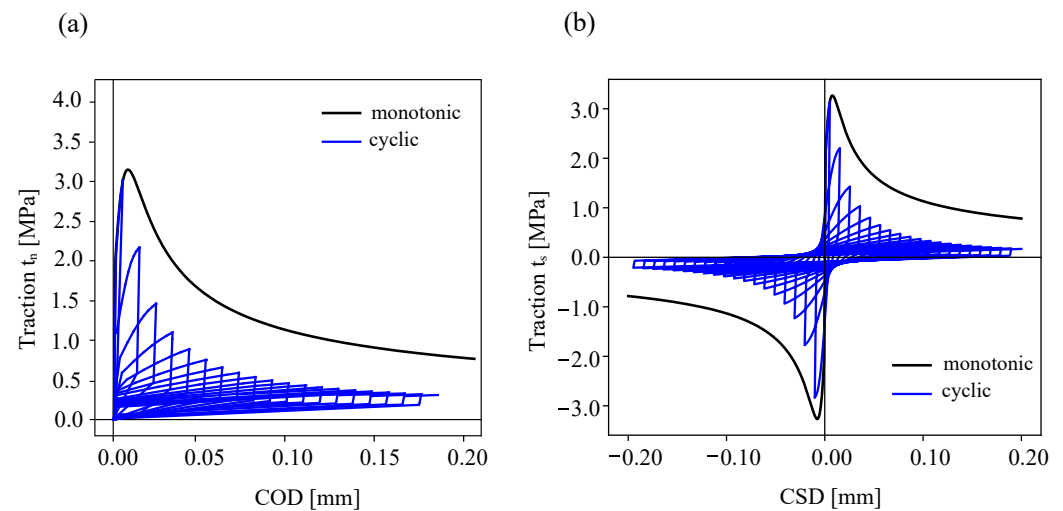 (a)
(b)
Traction tₙ [MPa]
4.0
3.5
3.0
2.5
2.0
1.5
1.0
0.5
0.0
monotonic
cyclic
0.00
0.05
0.10
0.15
0.20
COD [mm]
Traction tₛ [MPa]
3.0
2.0
1.0
0.0
−1.0
−2.0
−3.0
monotonic
cyclic
−0.20
−0.10
0.00
0.10
0.20
CSD [mm]